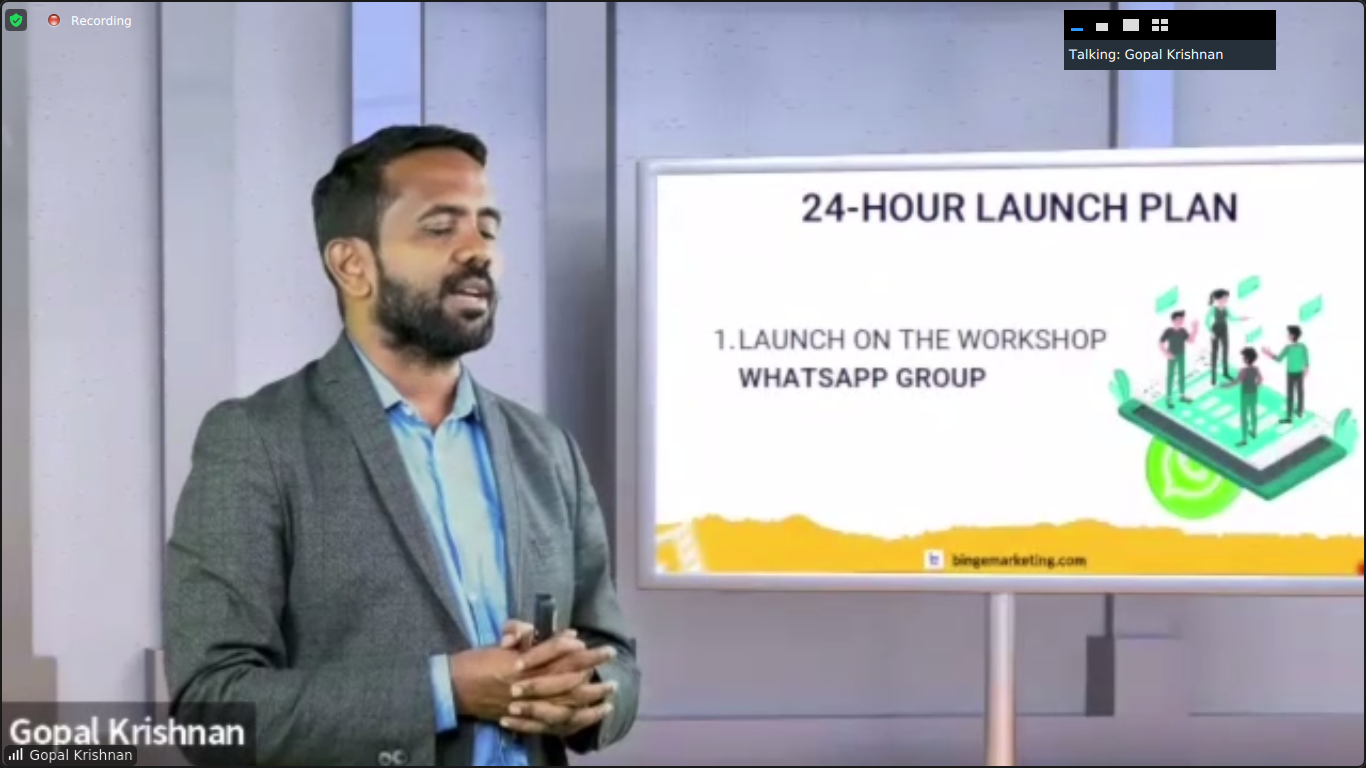 Recording
Talking: Gopal Krishnan
24-HOUR LAUNCH PLAN
1. LAUNCH ON THE WORKSHOP
WHATSAPP GROUP
bingemarketing.com
Gopal Krishnan
Gopal Krishnan